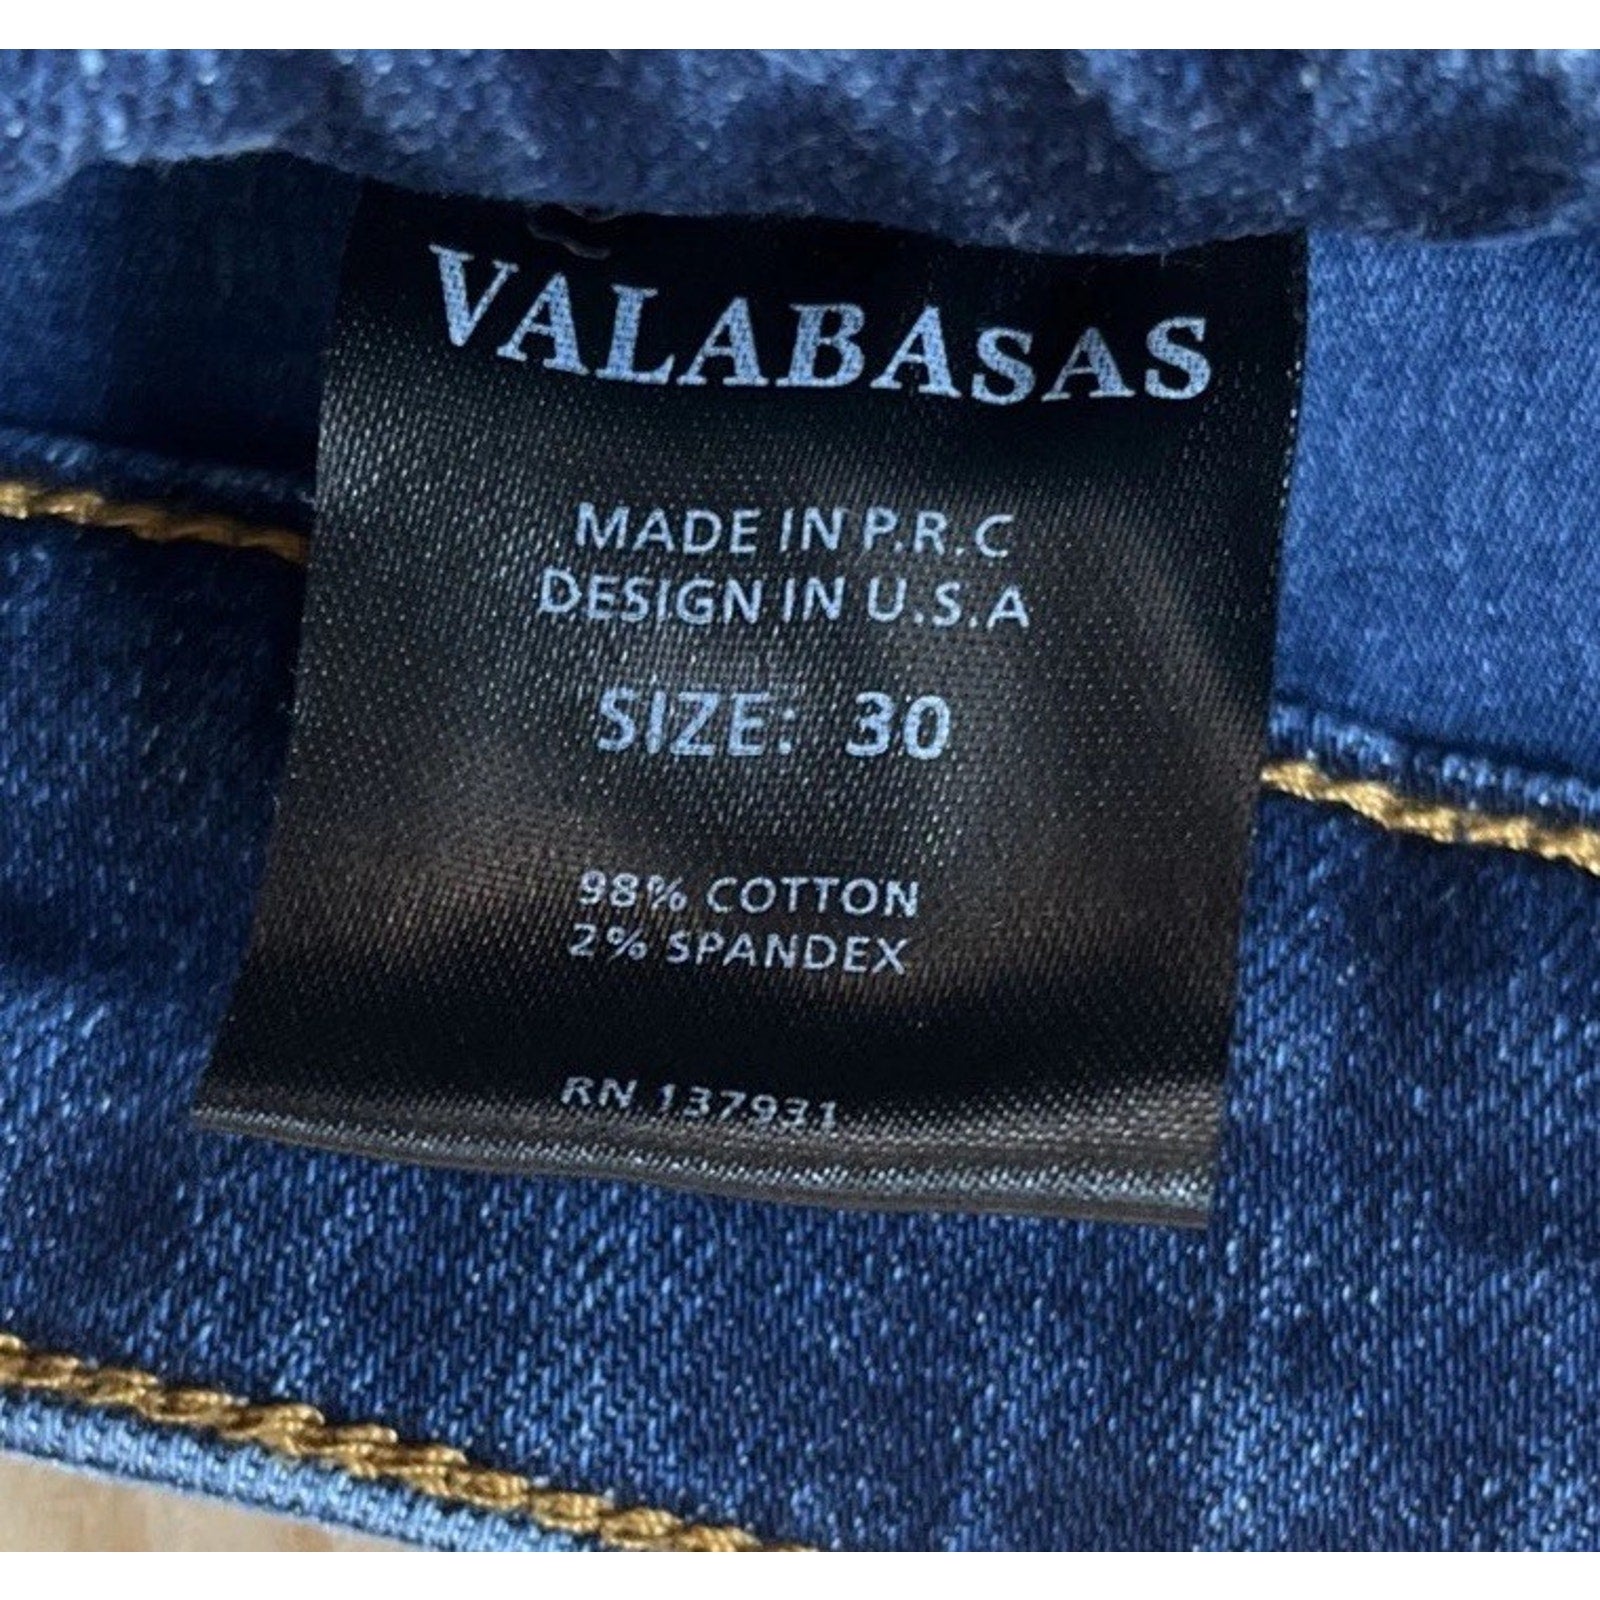 VALABASAS
MADE IN P.R.C
DESIGN IN U.S.A
SIZE: 30
98% COTTON
2% SPANDEX
RN 137931